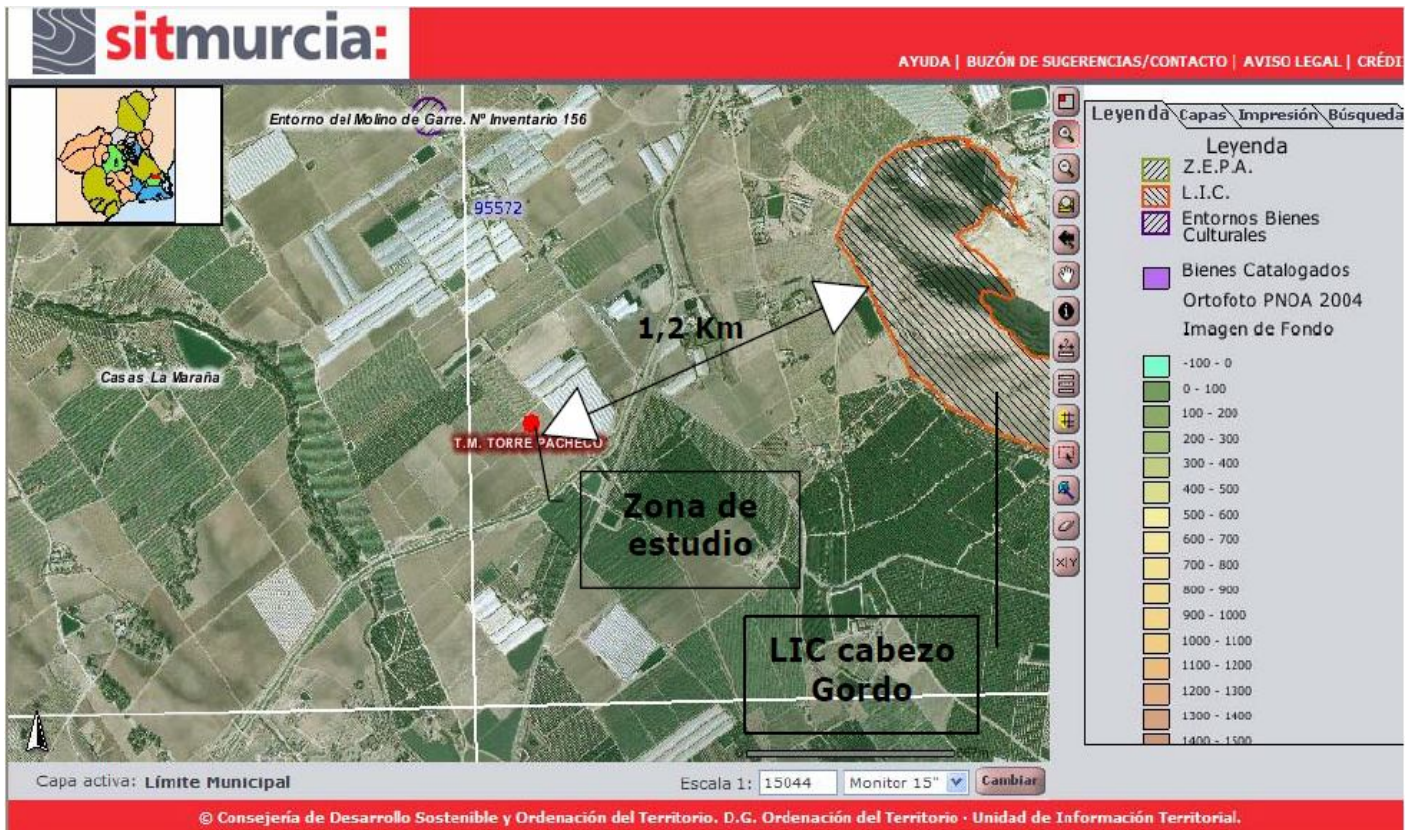 sitmurcia:
AYUDA | BUZÓN DE SUGERENCIAS/CONTACTO | AVISO LEGAL | CRÉDI
Entorno del Molino de Garre. Nº Inventario 156
95572
1,2 Km
Casas La Maraña
T.M. TORRE PACHECO
Zona de
estudio
LIC cabezo
Gordo
0 667m
Leyenda Capas Impresión Búsqueda
Leyenda
Z.E.P.A.
L.I.C.
Entornos Bienes
Culturales
Bienes Catalogados
Ortofoto PNOA 2004
Imagen de Fondo
-100 - 0
0 - 100
100 - 200
200 - 300
300 - 400
400 - 500
500 - 600
600 - 700
700 - 800
800 - 900
900 - 1000
1000 - 1100
1100 - 1200
1200 - 1300
1300 - 1400
1400 - 1500
X|Y
Capa activa: Límite Municipal
Escala 1: 15044 Monitor 15" Cambiar
© Consejería de Desarrollo Sostenible y Ordenación del Territorio. D.G. Ordenación del Territorio · Unidad de Información Territorial.